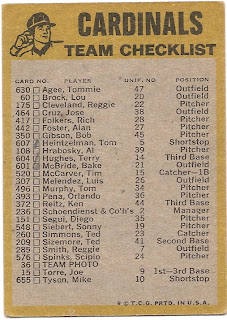 CARDINALS
TEAM CHECKLIST
CARD NO. PLAYER UNIF. NO POSITION
630 Agee, Tommie 47 Outfield
60 Brock, Lou 20 Outfield
175 Cleveland, Reggie 22 Pitcher
464 Cruz, Jose 38 Outfield
417 Folkers, Rich 28 Pitcher
442 Foster, Alan 27 Pitcher
350 Gibson, Bob 45 Pitcher
607 Heintzelman, Tom 5 Shortstop
108 Hrabosky, Al 39 Pitcher
604 Hughes, Terry 14 Third Base
McBride, Bake 21 Outfield
520 McCarver, Tim 15 Catcher—1B
307 Melendez, Luis 26 Outfield
496 Murphy, Tom 34 Pitcher
393 Pena, Orlando 36 Pitcher
372 Reitz, Ken 44 Third Base
236 Schoendienst & Co'h's 2 Manager
151 Segui, Diego 35 Pitcher
548 Siebert, Sonny 19 Pitcher
260 Simmons, Ted 23 Catcher
209 Sizemore, Ted 41 Second Base
285 Smith, Reggie 7 Outfield
576 Spinks, Scipio 24 Pitcher
36 TEAM PHOTO
15 Torre, Joe 9 1st—3rd Base
655 Tyson, Mike 10 Shortstop
© T.C.G. PRTD. IN U.S.A.